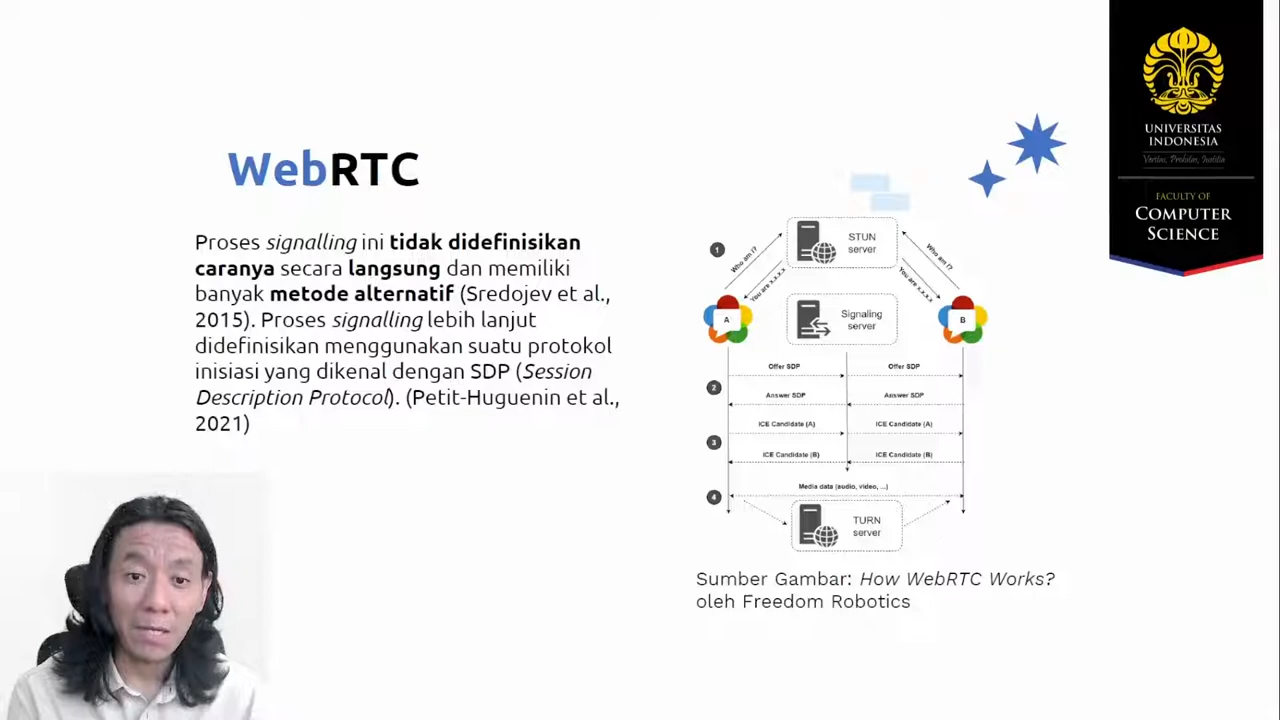 WebRTC
Proses signalling ini tidak didefinisikan
caranya secara langsung dan memiliki
banyak metode alternatif (Sredojev et al.,
2015). Proses signalling lebih lanjut
didefinisikan menggunakan suatu protokol
inisiasi yang dikenal dengan SDP (Session
Description Protocol). (Petit-Huguenin et al.,
2021)
UNIVERSITAS
INDONESIA
Veritas, Probitas, Iustitia
FACULTY OF
COMPUTER
SCIENCE
1
STUN
server
Who am I?
You are x.x.x.x
Who am I?
You are x.x.x.x
A
Signaling
server
B
Offer SDP
Offer SDP
2
Answer SDP
Answer SDP
ICE Candidate (A)
ICE Candidate (A)
3
ICE Candidate (B)
ICE Candidate (B)
Media data (audio, video, ...)
4
TURN
server
Sumber Gambar: How WebRTC Works?
oleh Freedom Robotics